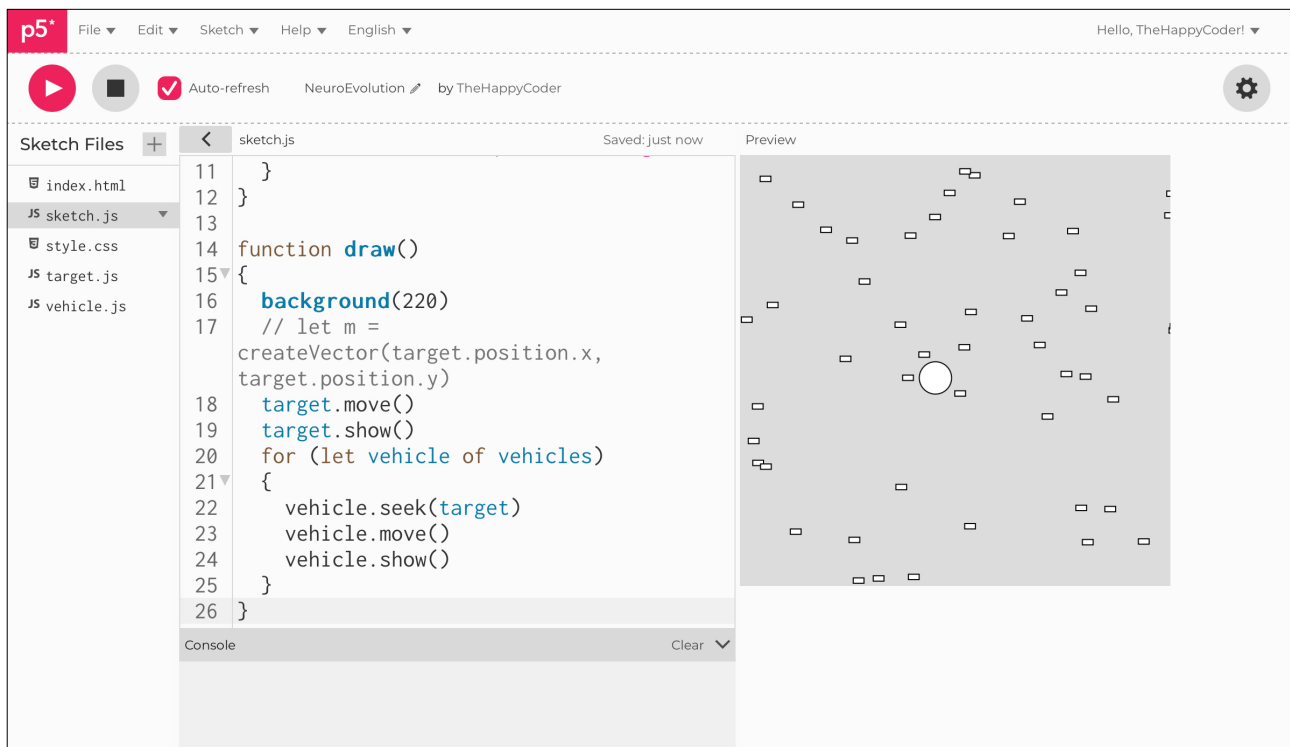 p5* File Edit Sketch Help English Hello, TheHappyCoder!
Auto-refresh NeuroEvolution by TheHappyCoder
Sketch Files + sketch.js Saved: just now Preview
index.html
JS sketch.js
style.css
JS target.js
JS vehicle.js
11 }
12 }
13
14 function draw()
15 {
16 background(220)
17 // let m =
createVector(target.position.x,
target.position.y)
18 target.move()
19 target.show()
20 for (let vehicle of vehicles)
21 {
22 vehicle.seek(target)
23 vehicle.move()
24 vehicle.show()
25 }
26 }
Console Clear